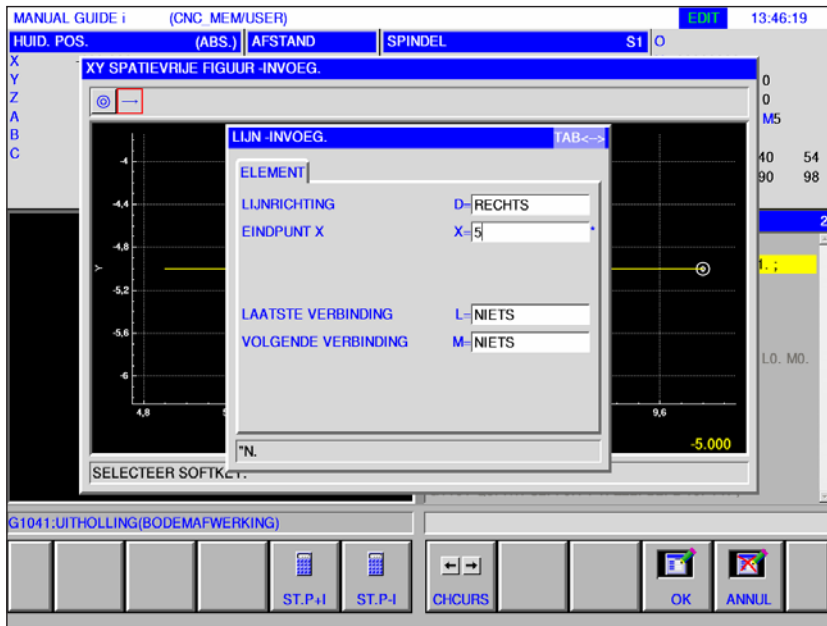 MANUAL GUIDE i (CNC_MEM/USER) EDIT 13:46:19
HUID. POS. (ABS.) AFSTAND SPINDEL S1 O
X
Y 0
Z 0
A M5
B
C 40 54
90 98
XY SPATIEVRIJE FIGUUR -INVOEG.
LIJN -INVOEG. TAB<-->
ELEMENT
LIJNRICHTING D=RECHTS
EINDPUNT X X=5 *
LAATSTE VERBINDING L=NIETS
VOLGENDE VERBINDING M=NIETS
"N.
-4
-4,4
-4,8
Y
-5,2
-5,6
-6
4,8 9,6
-5.000
2
1. ;
L0. M0.
SELECTEER SOFTKEY.
G1041:UITHOLLING(BODEMAFWERKING)
ST.P+I ST.P-I CHCURS OK ANNUL